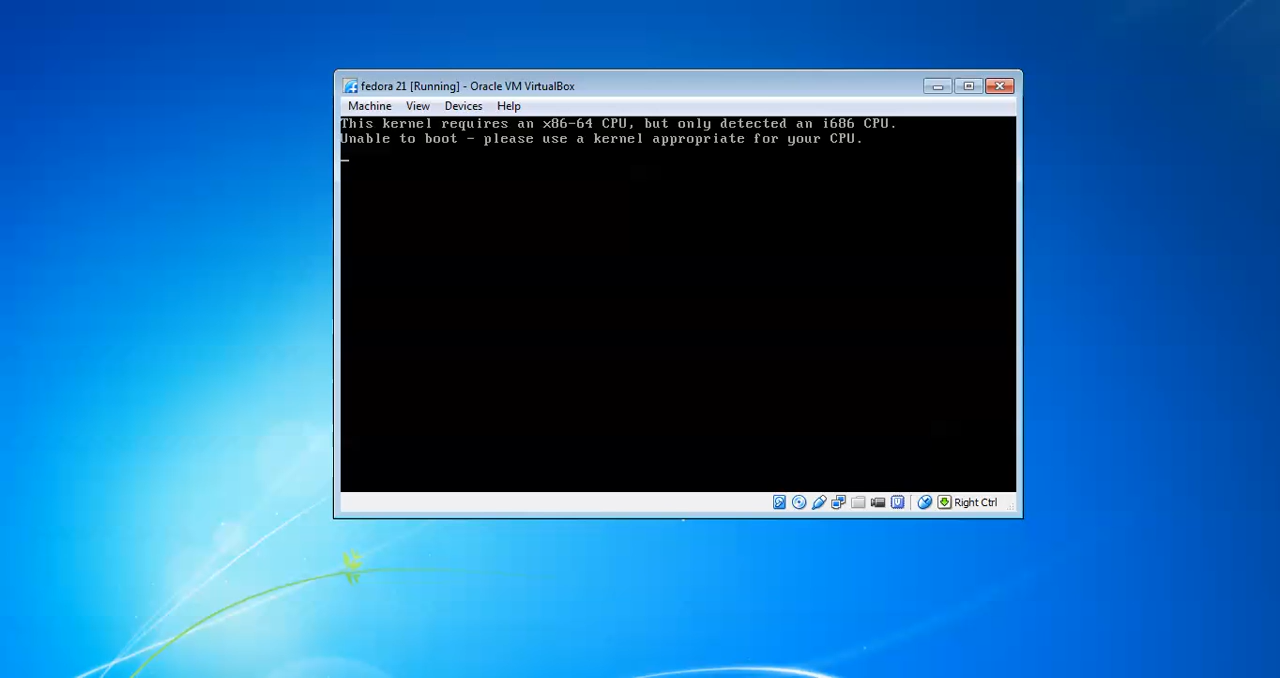 fedora 21 [Running] - Oracle VM VirtualBox
Machine View Devices Help
This kernel requires an x86-64 CPU, but only detected an i686 CPU.
Unable to boot - please use a kernel appropriate for your CPU.
Right Ctrl